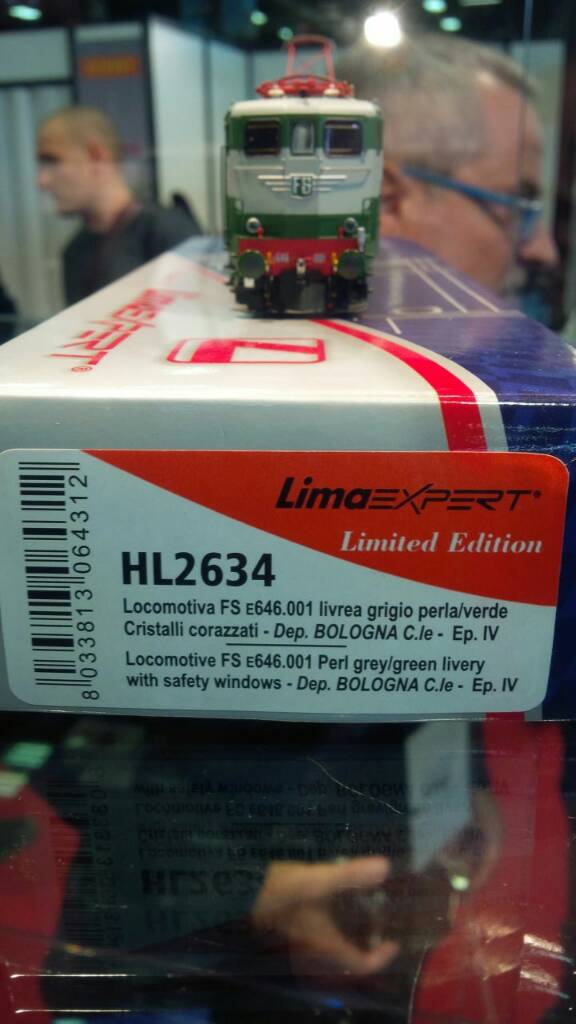 FS
646
LimaEXPERT®
LimaEXPERT®
Limited Edition
HL2634
Locomotiva FS E646.001 livrea grigio perla/verde
Cristalli corazzati - Dep. BOLOGNA C.le - Ep. IV
Locomotive FS E646.001 Perl grey/green livery
with safety windows - Dep. BOLOGNA C.le - Ep. IV
8 033813 064312